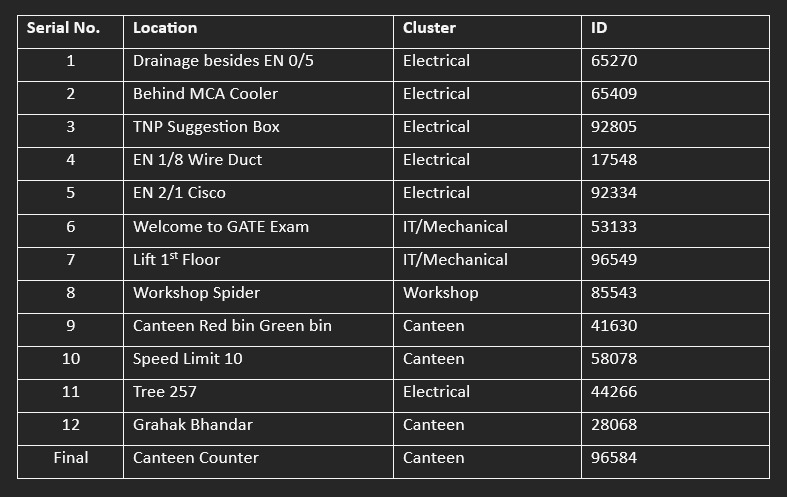 Serial No. Location Cluster ID
1 Drainage besides EN 0/5 Electrical 65270
2 Behind MCA Cooler Electrical 65409
3 TNP Suggestion Box Electrical 92805
4 EN 1/8 Wire Duct Electrical 17548
5 EN 2/1 Cisco Electrical 92334
6 Welcome to GATE Exam IT/Mechanical 53133
7 Lift 1st Floor IT/Mechanical 96549
8 Workshop Spider Workshop 85543
9 Canteen Red bin Green bin Canteen 41630
10 Speed Limit 10 Canteen 58078
11 Tree 257 Electrical 44266
12 Grahak Bhandar Canteen 28068
Final Canteen Counter Canteen 96584